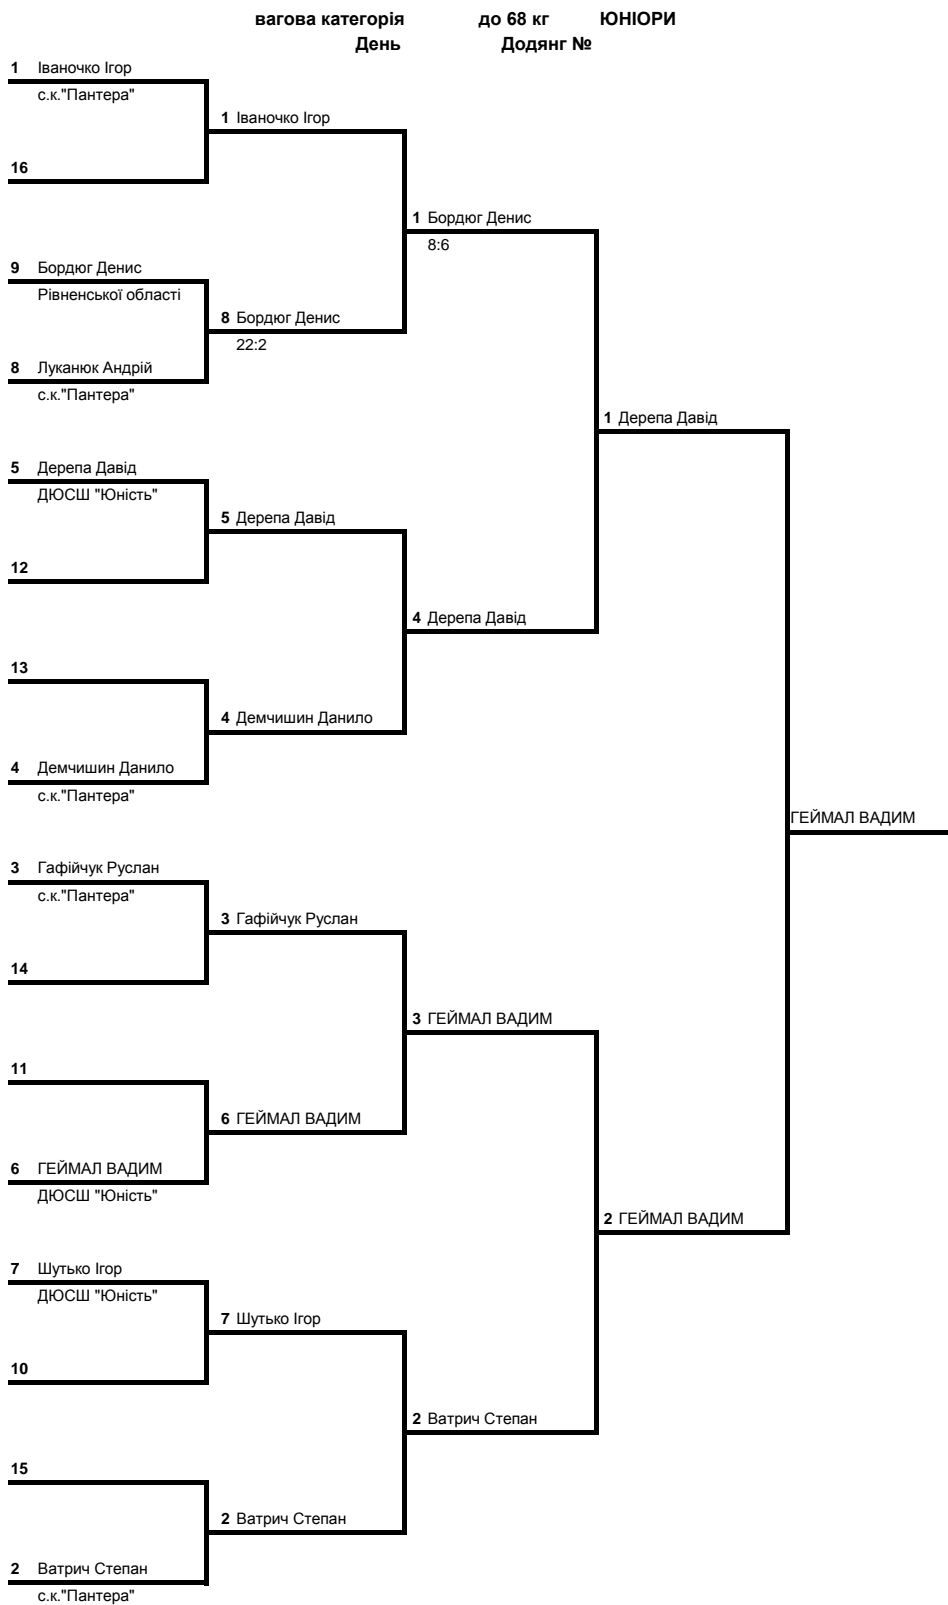 вагова категорія до 68 кг ЮНІОРИ
День Додянг №
1 Іваночко Ігор
с.к."Пантера"
1 Іваночко Ігор
16
1 Бордюг Денис
8:6
9 Бордюг Денис
Рівненської області
8 Бордюг Денис
22:2
8 Луканюк Андрій
с.к."Пантера"
1 Дерепа Давід
5 Дерепа Давід
ДЮСШ "Юність"
5 Дерепа Давід
12
4 Дерепа Давід
13
4 Демчишин Данило
4 Демчишин Данило
с.к."Пантера"
ГЕЙМАЛ ВАДИМ
3 Гафійчук Руслан
с.к."Пантера"
3 Гафійчук Руслан
14
3 ГЕЙМАЛ ВАДИМ
11
6 ГЕЙМАЛ ВАДИМ
6 ГЕЙМАЛ ВАДИМ
ДЮСШ "Юність"
2 ГЕЙМАЛ ВАДИМ
7 Шутько Ігор
ДЮСШ "Юність"
7 Шутько Ігор
10
2 Ватрич Степан
15
2 Ватрич Степан
2 Ватрич Степан
с.к."Пантера"